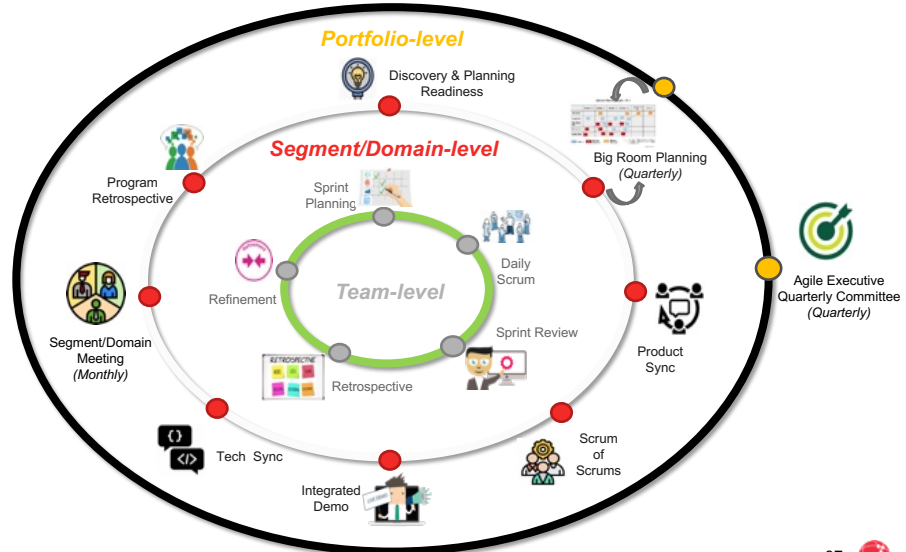 Portfolio-level
Discovery & Planning
Readiness
Big Room Planning
(Quarterly)
Segment/Domain-level
Program
Retrospective
Sprint
Planning
Daily
Scrum
Refinement
Team-level
Agile Executive
Quarterly Committee
(Quarterly)
Segment/Domain
Meeting
(Monthly)
Sprint Review
Product
Sync
RETROSPECTIVE
Retrospective
Tech Sync
Scrum
of
Scrums
Integrated
Demo